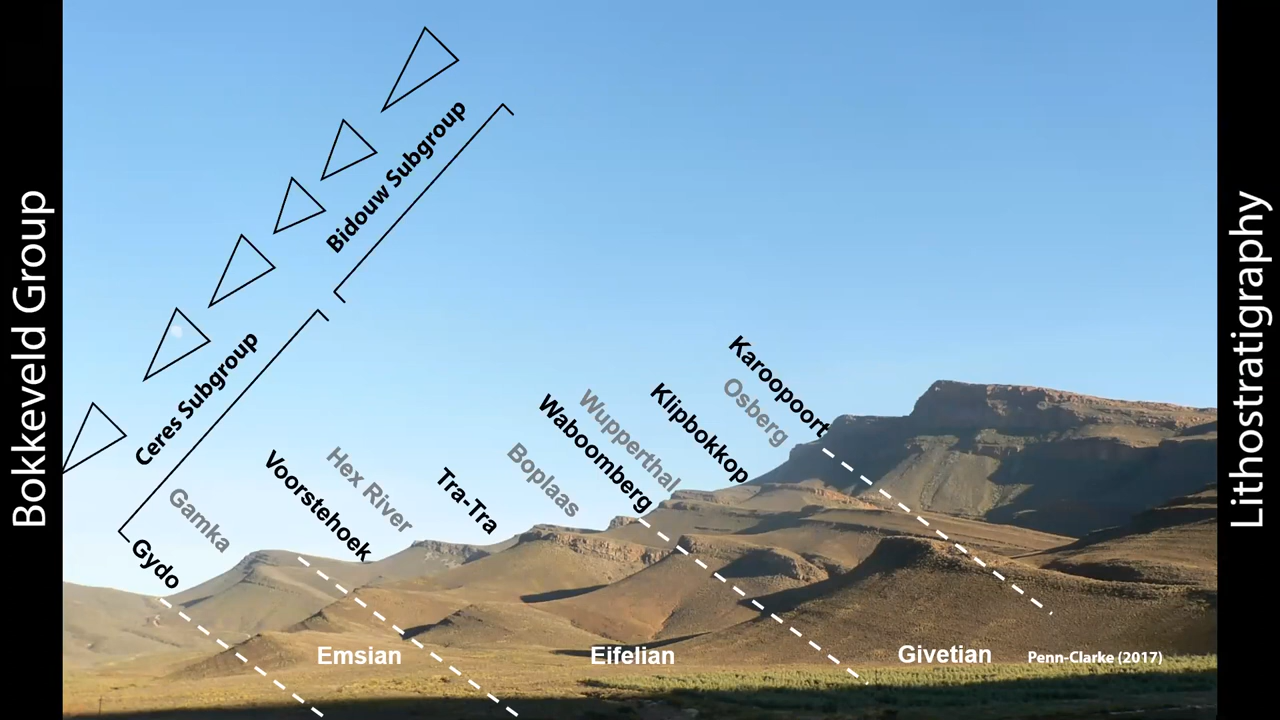 Bokkeveld Group
Lithostratigraphy
Bidouw Subgroup
Ceres Subgroup
Gydo
Gamka
Voorstehoek
Hex River
Tra-Tra
Boplaas
Waboomberg
Wupperthal
Klipbokkop
Osberg
Karoopoort
Emsian
Eifelian
Givetian
Penn-Clarke (2017)